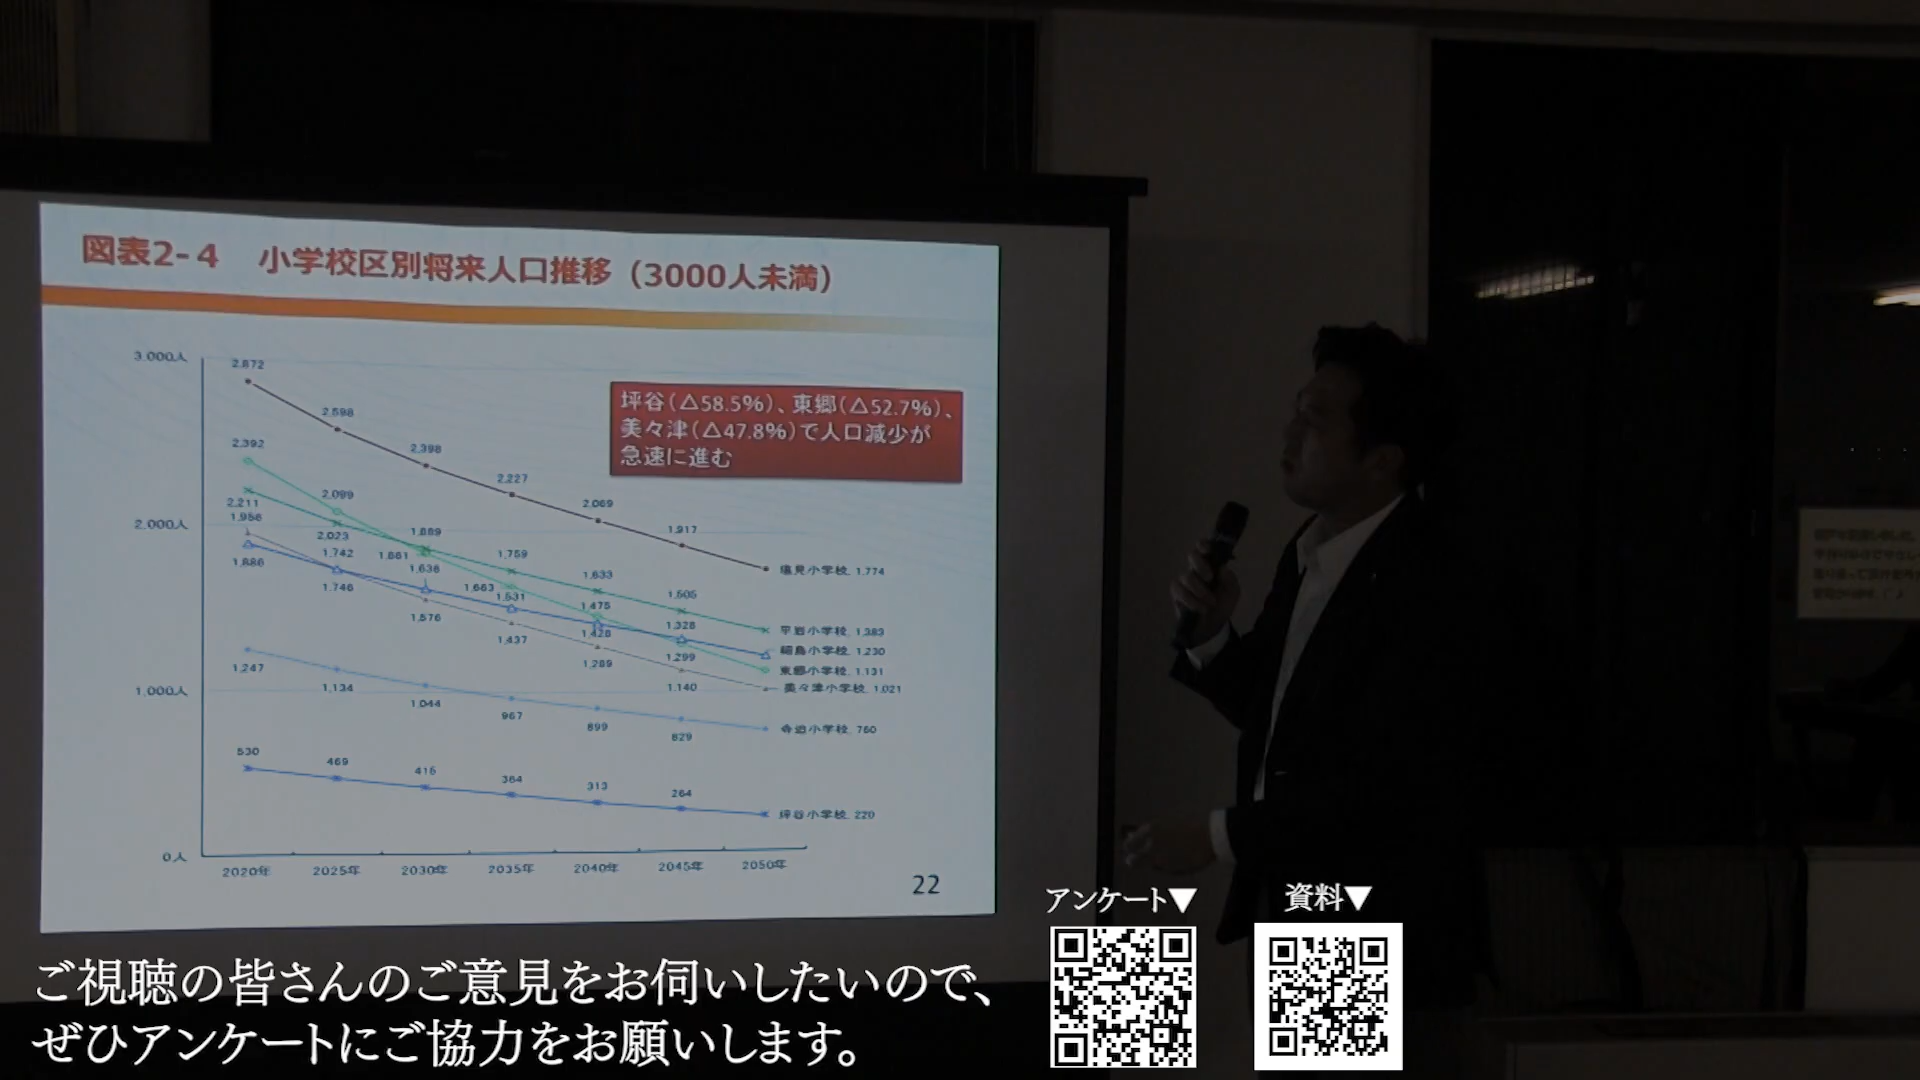 図表2-4 小学校区別将来人口推移（3000人未満）
坪谷（△58.5%）、東郷（△52.7%）、
美々津（△47.8%）で人口減少が
急速に進む
3,000人
2,000人
1,000人
0人
2,872
2,598
2,398
2,227
2,069
1,917
塩見小学校, 1,774
2,392
2,099
1,889
1,759
1,633
1,505
平岩小学校, 1,383
2,211
2,023
1,861
1,663
1,475
1,299
東郷小学校, 1,131
1,886
1,742
1,636
1,531
1,426
1,328
細島小学校, 1,230
1,956
1,746
1,576
1,437
1,289
1,140
美々津小学校, 1,021
1,247
1,134
1,044
967
899
829
寺迫小学校, 760
530
469
415
364
313
264
坪谷小学校, 220
2020年 2025年 2030年 2035年 2040年 2045年 2050年
22
アンケート▼
資料▼
ご視聴の皆さんのご意見をお伺いしたいので、
ぜひアンケートにご協力をお願いします。